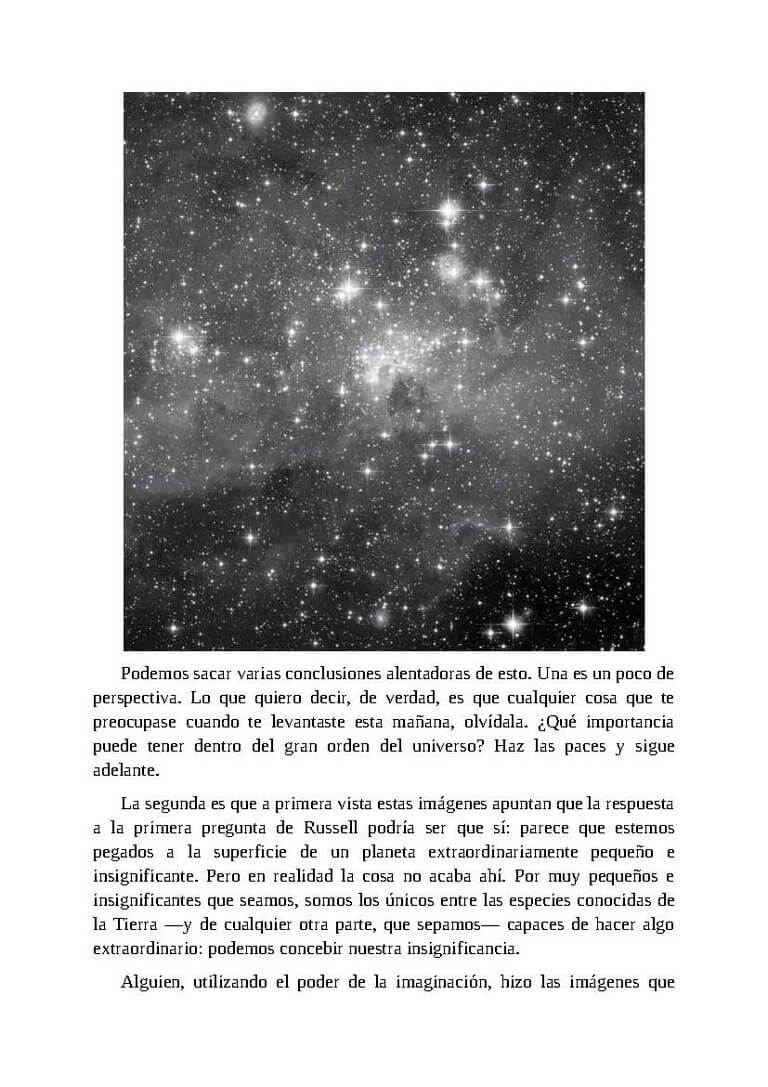 Podemos sacar varias conclusiones alentadoras de esto. Una es un poco de
perspectiva. Lo que quiero decir, de verdad, es que cualquier cosa que te
preocupase cuando te levantaste esta mañana, olvídala. ¿Qué importancia
puede tener dentro del gran orden del universo? Haz las paces y sigue
adelante.
La segunda es que a primera vista estas imágenes apuntan que la respuesta
a la primera pregunta de Russell podría ser que sí: parece que estemos
pegados a la superficie de un planeta extraordinariamente pequeño e
insignificante. Pero en realidad la cosa no acaba ahí. Por muy pequeños e
insignificantes que seamos, somos los únicos entre las especies conocidas de
la Tierra —y de cualquier otra parte, que sepamos— capaces de hacer algo
extraordinario: podemos concebir nuestra insignificancia.
Alguien, utilizando el poder de la imaginación, hizo las imágenes que